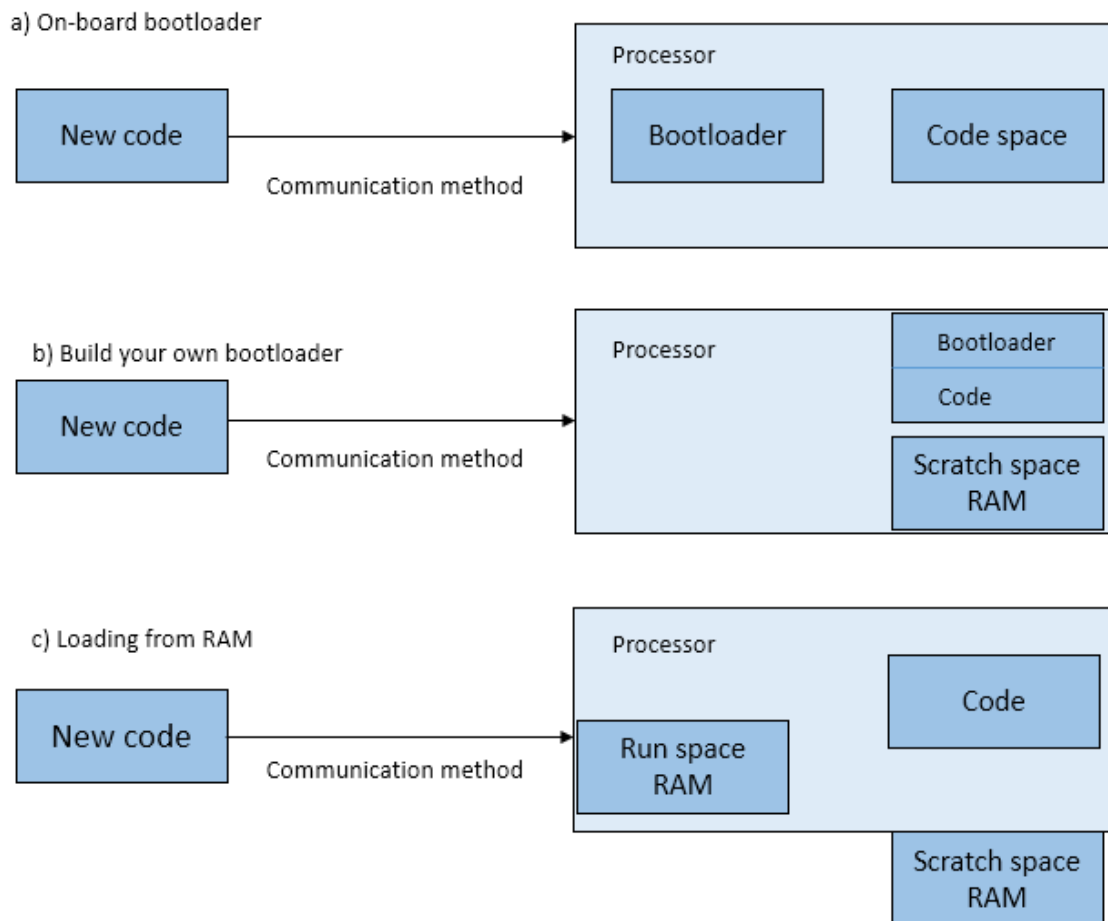 a) On-board bootloader
Processor
New code
Bootloader
Code space
Communication method
b) Build your own bootloader
Processor
Bootloader
Code
New code
Communication method
Scratch space
RAM
c) Loading from RAM
Processor
Code
New code
Communication method
Run space
RAM
Scratch space
RAM